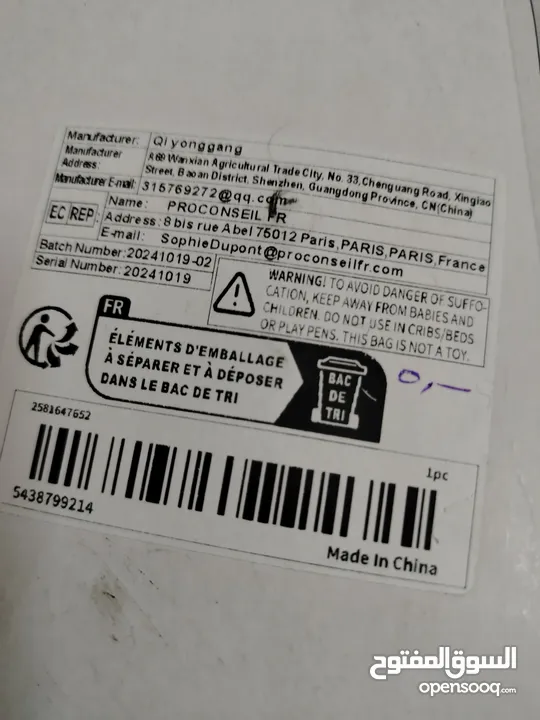 Manufacturer: Qiyonggang
Manufacturer Address: A69 Wanxian Agricultural Trade City, No. 33, Chenguang Road, Xingiao
Street, Baoan District, Shenzhen, Guangdong Province, CN(China)
Manufacturer E-mail: 315769272@qq.com
EC REP: Name: PROCONSEIL FR
Address: 8 bis rue Abel 75012 Paris, PARIS, PARIS, France
E-mail: SophieDupont@proconseilfr.com
Batch Number: 20241019-02
Serial Number: 20241019
WARNING! TO AVOID DANGER OF SUFFO-
CATION, KEEP AWAY FROM BABIES AND
CHILDREN. DO NOT USE IN CRIBS/BEDS
OR PLAY PENS. THIS BAG IS NOT A TOY.
FR
ÉLÉMENTS D'EMBALLAGE
À SÉPARER ET À DÉPOSER
DANS LE BAC DE TRI
BAC
DE
TRI
0,—
2581647652
1pc
5438799214
Made In China
السوق المفتوح
opensooq.com